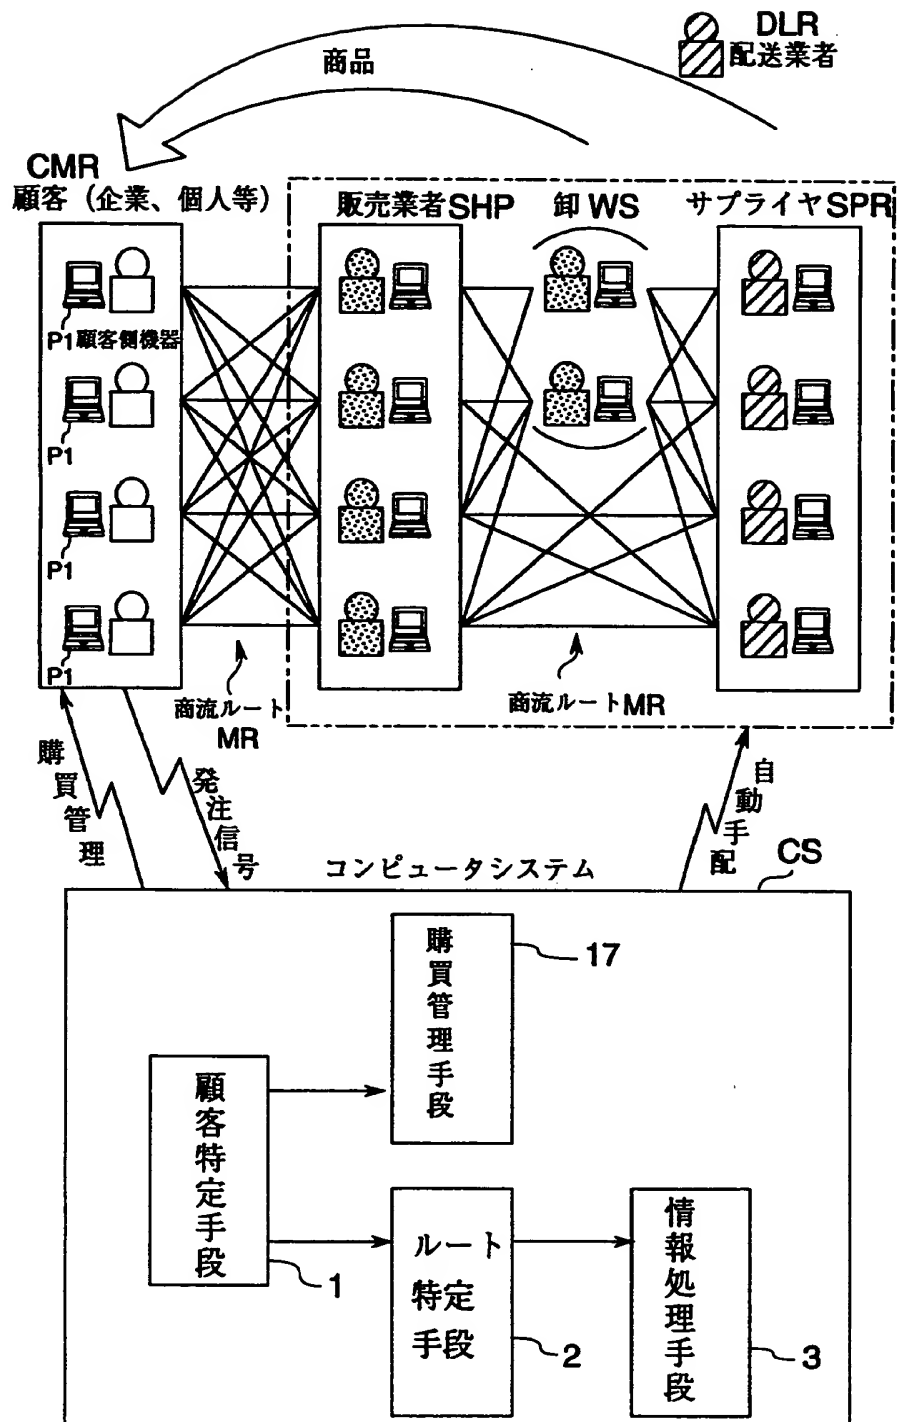 DLR
配送業者
商品
CMR
顧客（企業、個人等）
販売業者SHP
卸WS
サプライヤSPR
P1顧客側機器
P1
P1
P1
商流ルート
MR
商流ルートMR
購買管理
発注信号
自動手配
コンピュータシステム
CS
購買管理手段
17
顧客特定手段
1
ルート
特定
手段
2
情報処理手段
3